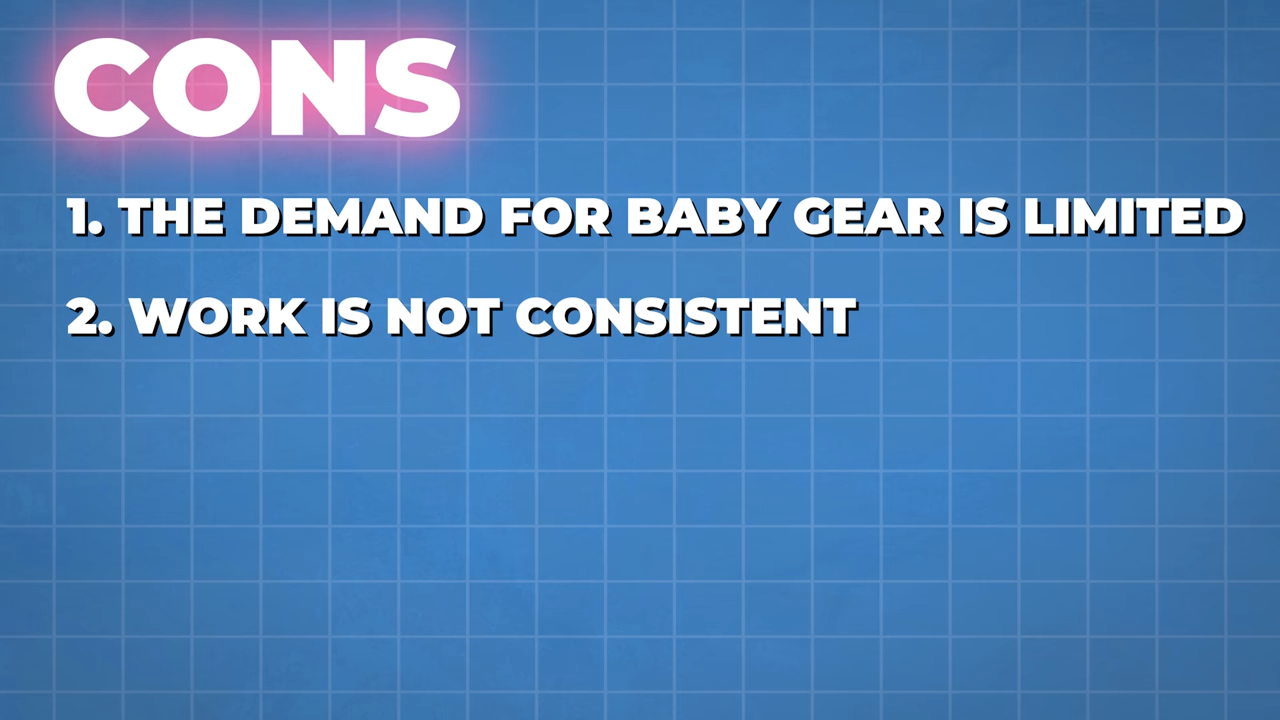 CONS
1. THE DEMAND FOR BABY GEAR IS LIMITED
2. WORK IS NOT CONSISTENT